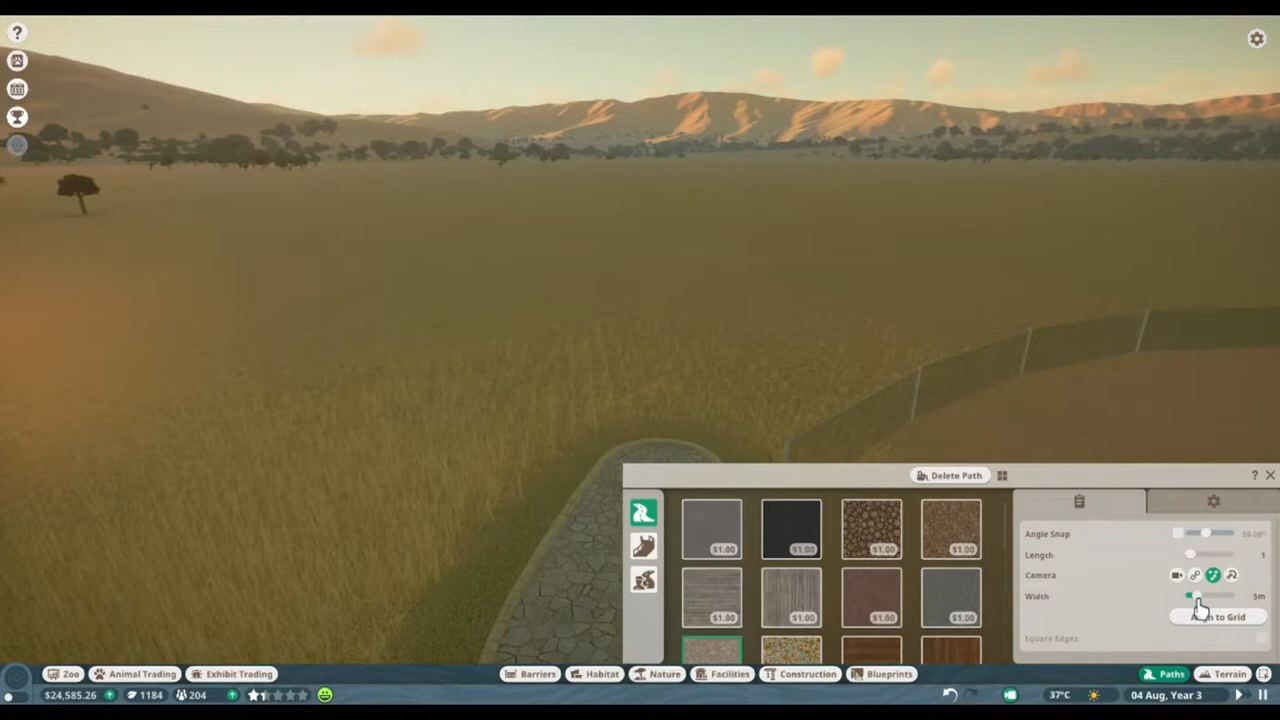 ?
Delete Path
?
$1.00 $1.00 $1.00 $1.00
$1.00 $1.00 $1.00 $1.00
Angle Snap
Length 1
Camera
Width 5m
to Grid
Square Edges
Zoo Animal Trading Exhibit Trading Barriers Habitat Nature Facilities Construction Blueprints Paths Terrain
$24,585.26 1184 204 37°C 04 Aug, Year 3